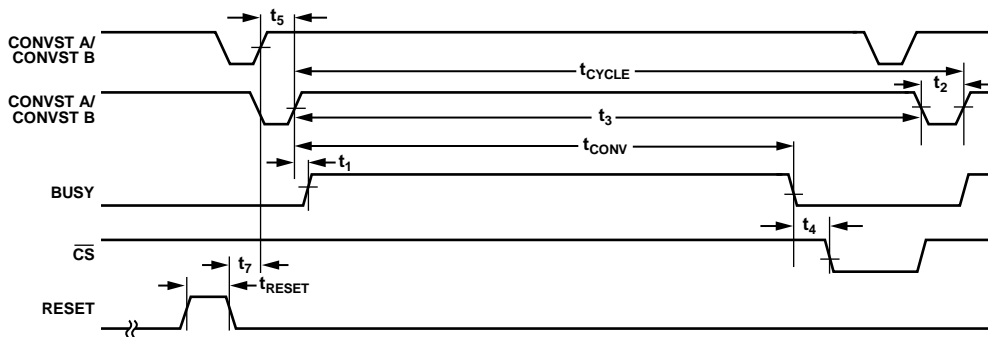 t5
CONVST A/
CONVST B
tCYCLE
t2
CONVST A/
CONVST B
t3
tCONV
t1
BUSY
t4
CS
t7
tRESET
RESET